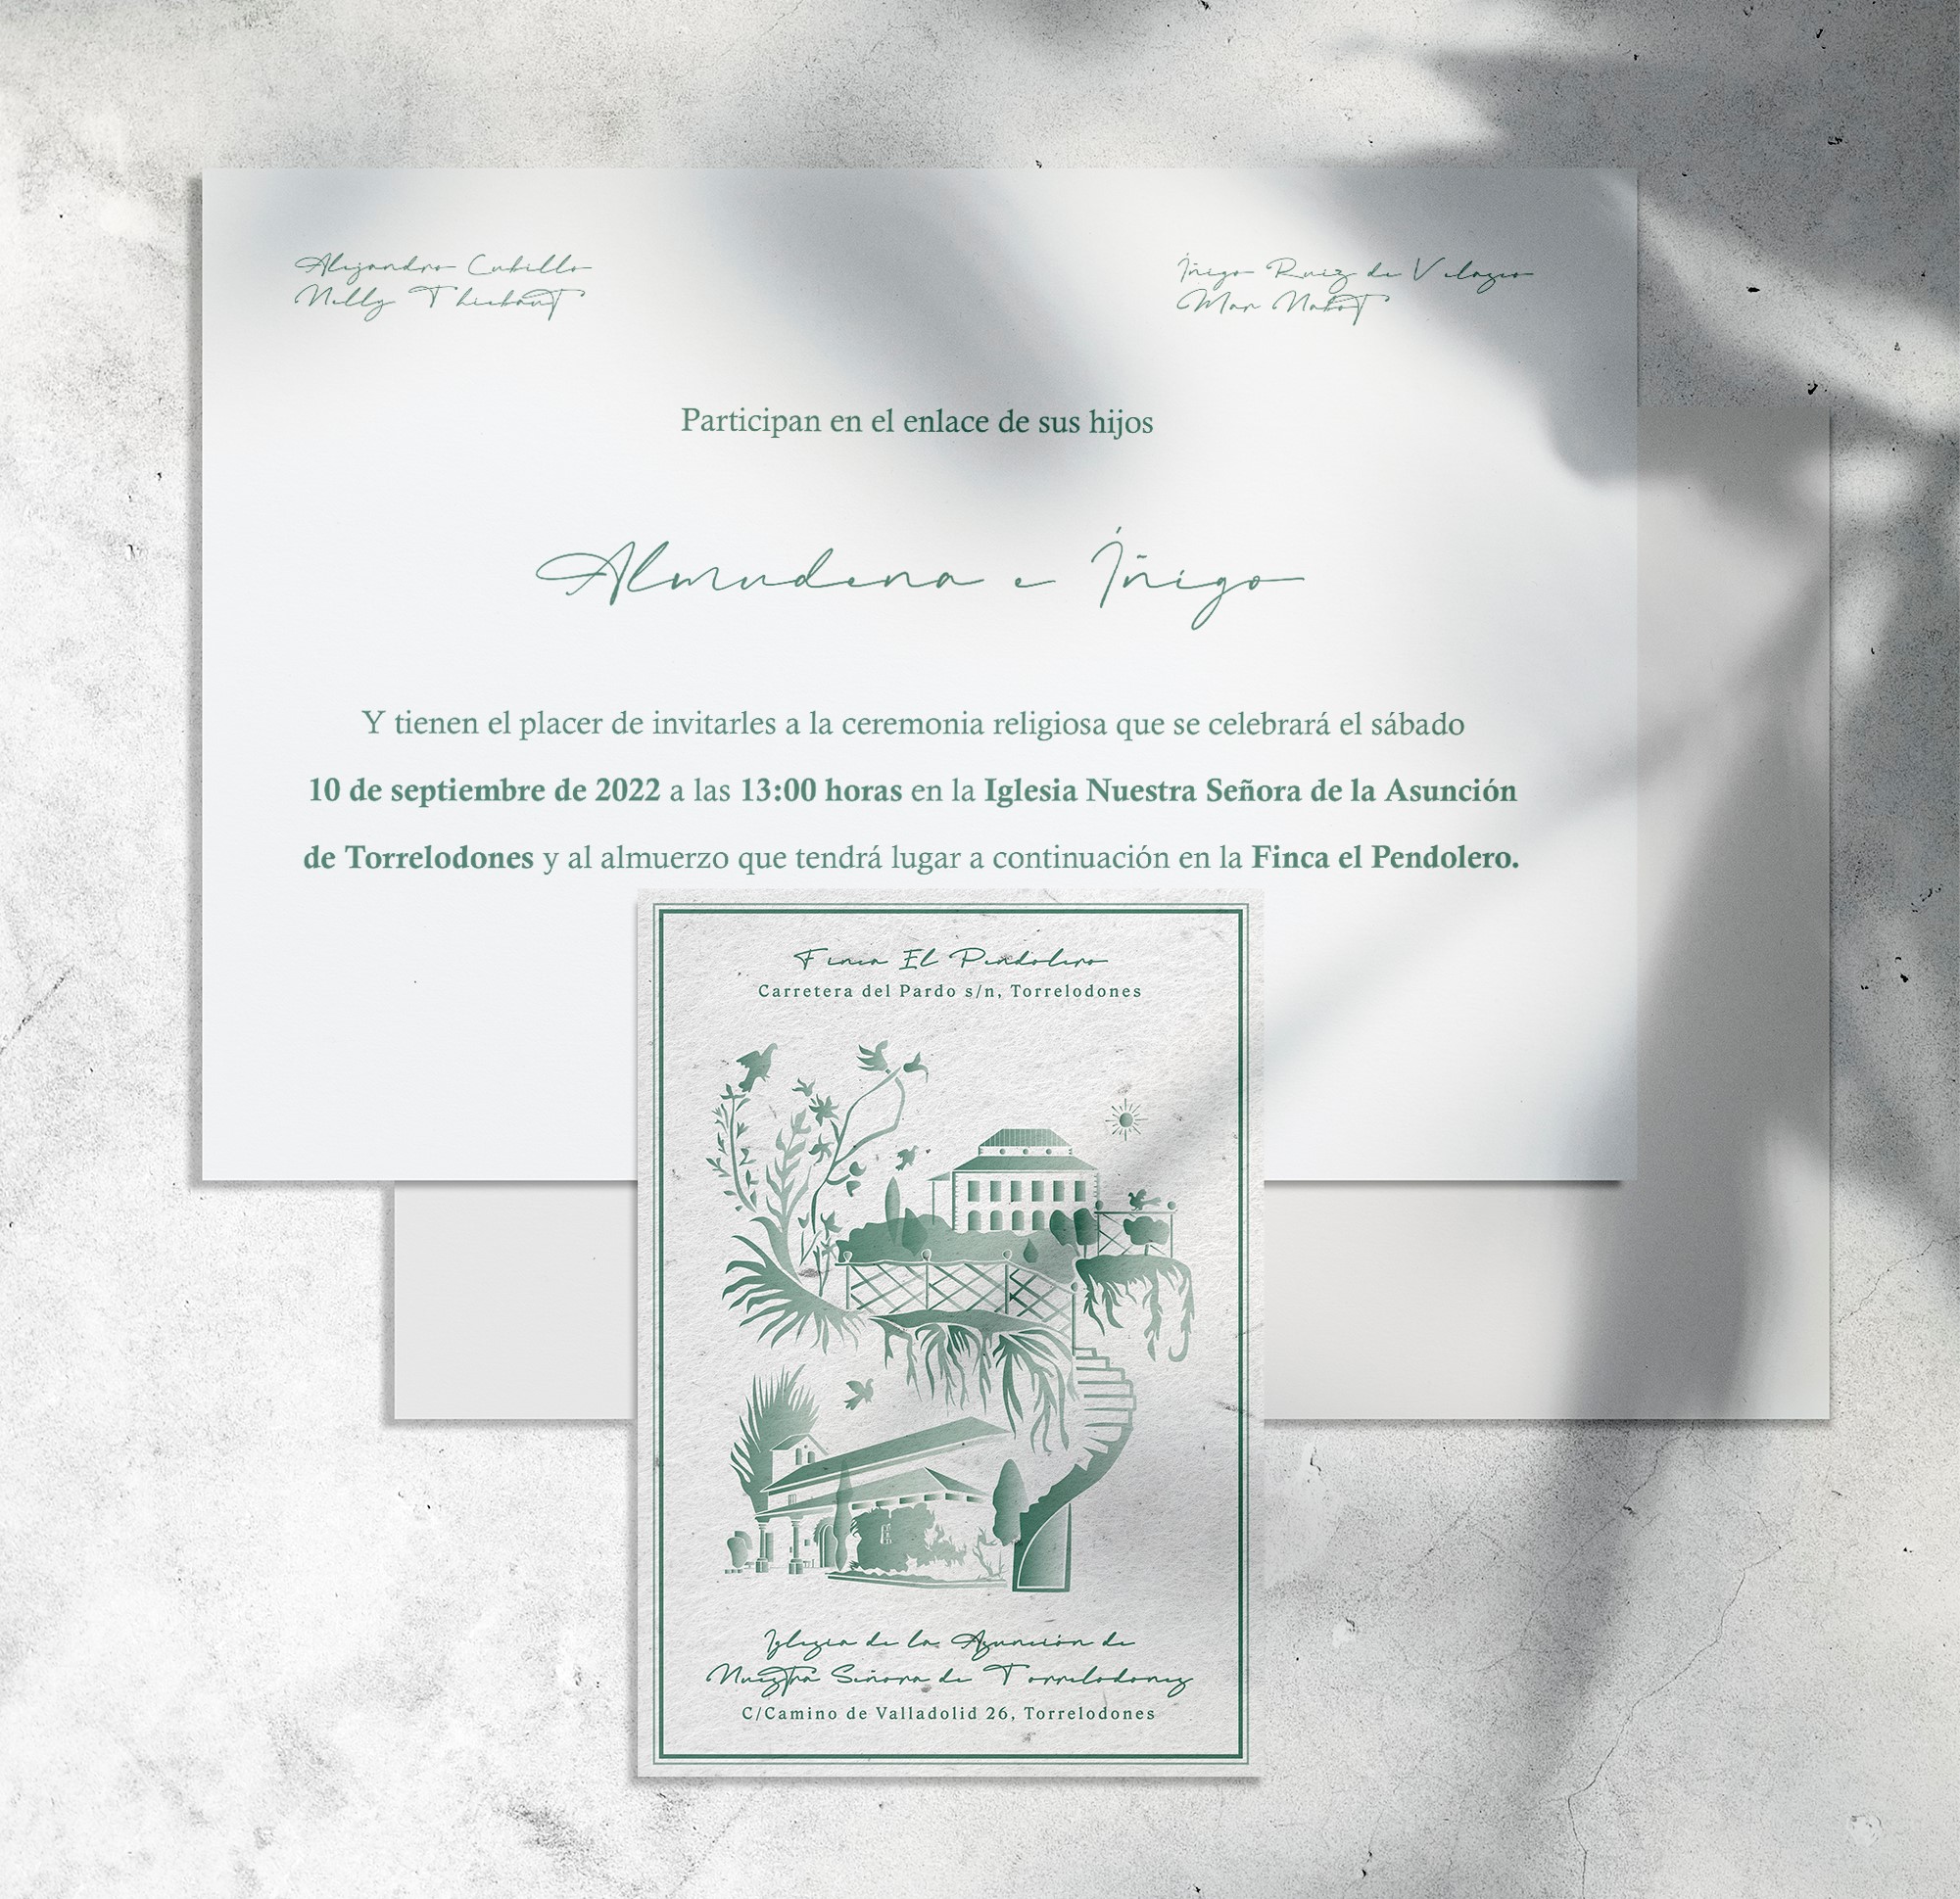 Alejandro Cubillo
Nelly Thiebaut
Íñigo Ruiz de Velazco
Mar Nabot
Participan en el enlace de sus hijos
Almudena e Íñigo
Y tienen el placer de invitarles a la ceremonia religiosa que se celebrará el sábado
10 de septiembre de 2022 a las 13:00 horas en la Iglesia Nuestra Señora de la Asunción
de Torrelodones y al almuerzo que tendrá lugar a continuación en la Finca el Pendolero.
Finca El Pendolero
Carretera del Pardo s/n, Torrelodones
Iglesia de la Asunción de
Nuestra Señora de Torrelodones
C/Camino de Valladolid 26, Torrelodones